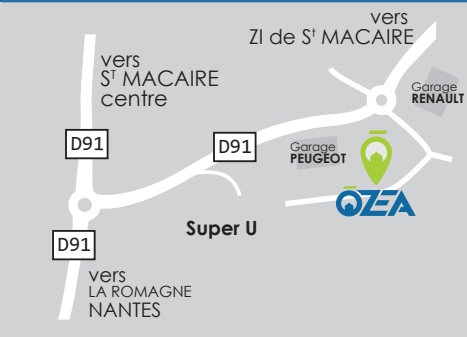 vers
ZI de Sᵗ MACAIRE
vers
Sᵀ MACAIRE
centre
Garage
RENAULT
D91
D91
Garage
PEUGEOT
ŌZEA
Super U
D91
vers
LA ROMAGNE
NANTES